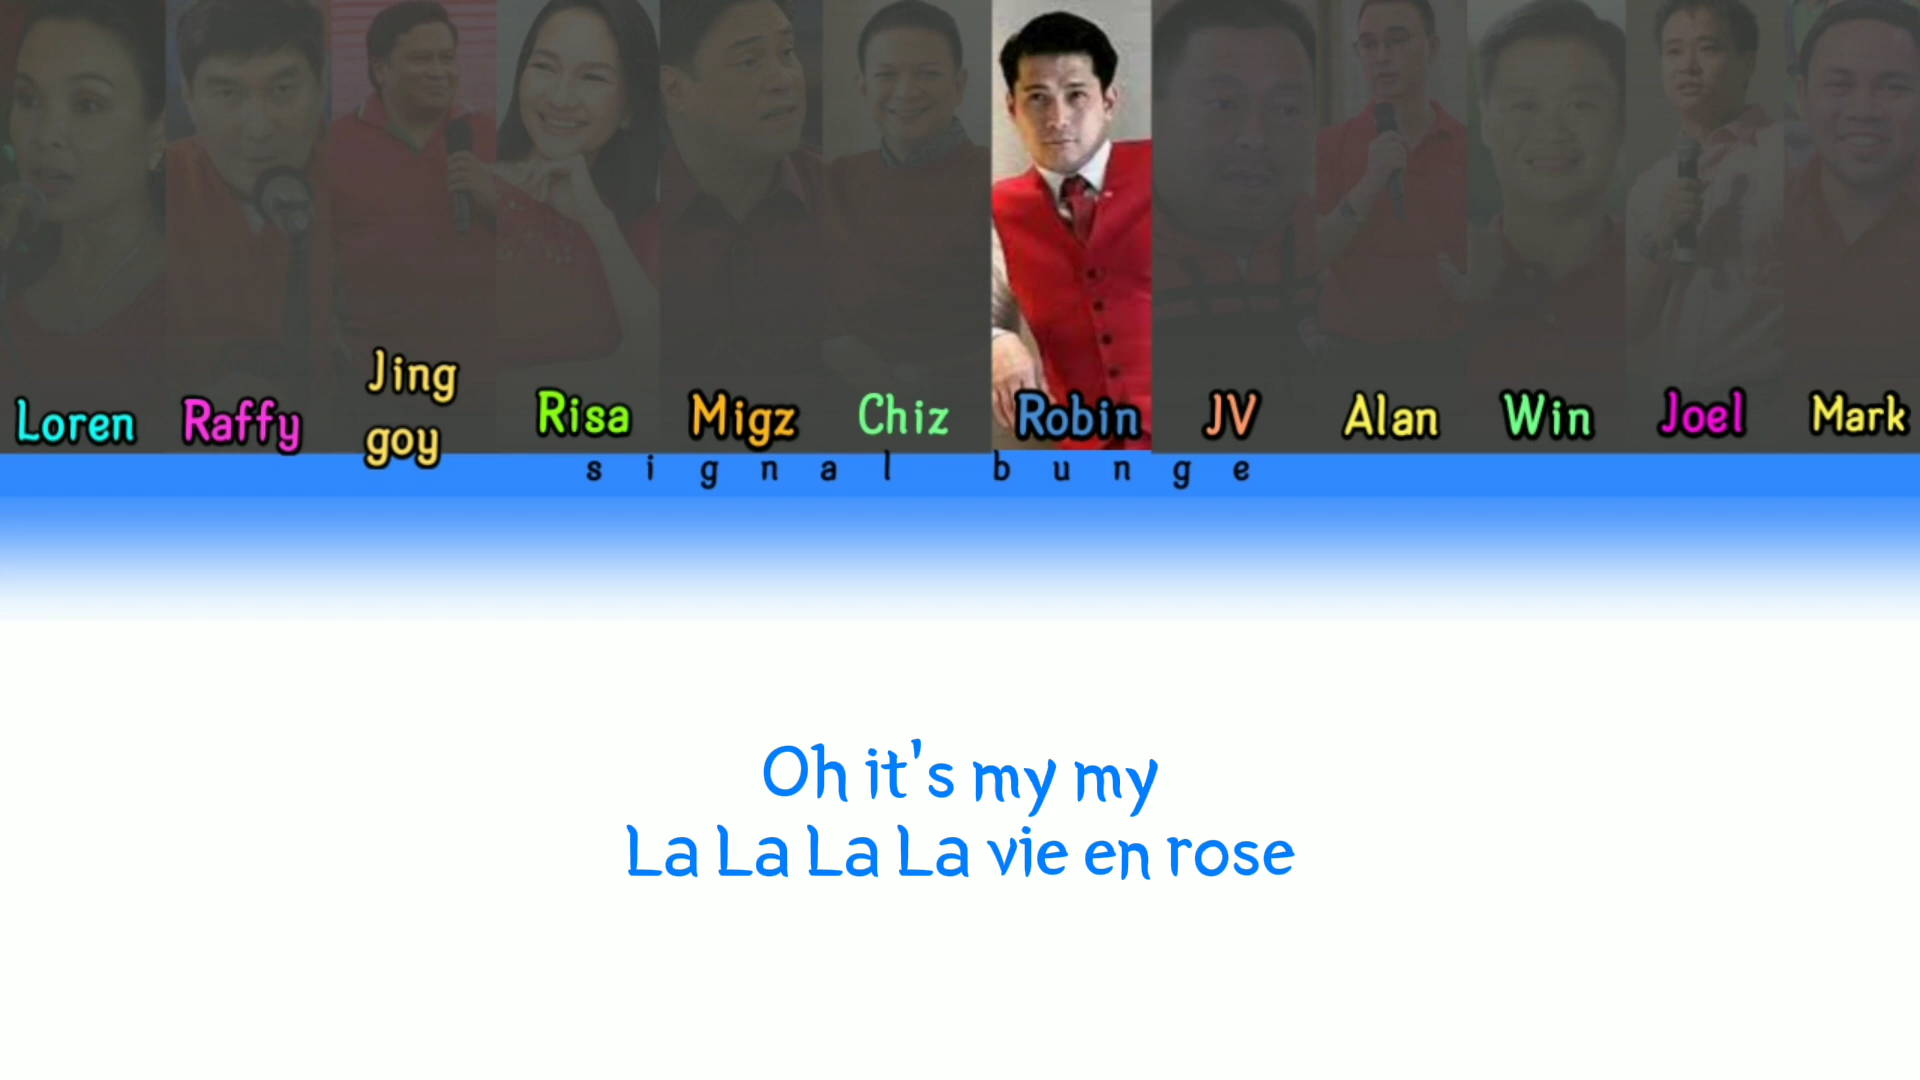 Loren
Raffy
Jing
goy
Risa
Migz
Chiz
Robin
JV
Alan
Win
Joel
Mark
signal bunge
Oh it's my my
La La La La vie en rose